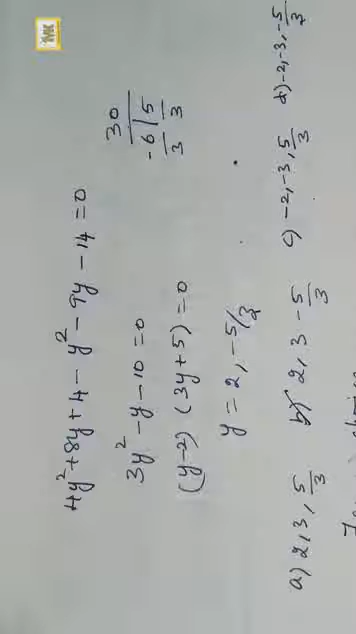 MK
4y²+8y+4-y²-9y-14=0
3y²-y-10=0
30
-6|5
3 3
(y-2)(3y+5)=0
y=2,-5/3
a) 2,3,5/3 b) 2,3-5/3 c) -2,-3,5/3 d) -2,-3,-5/3